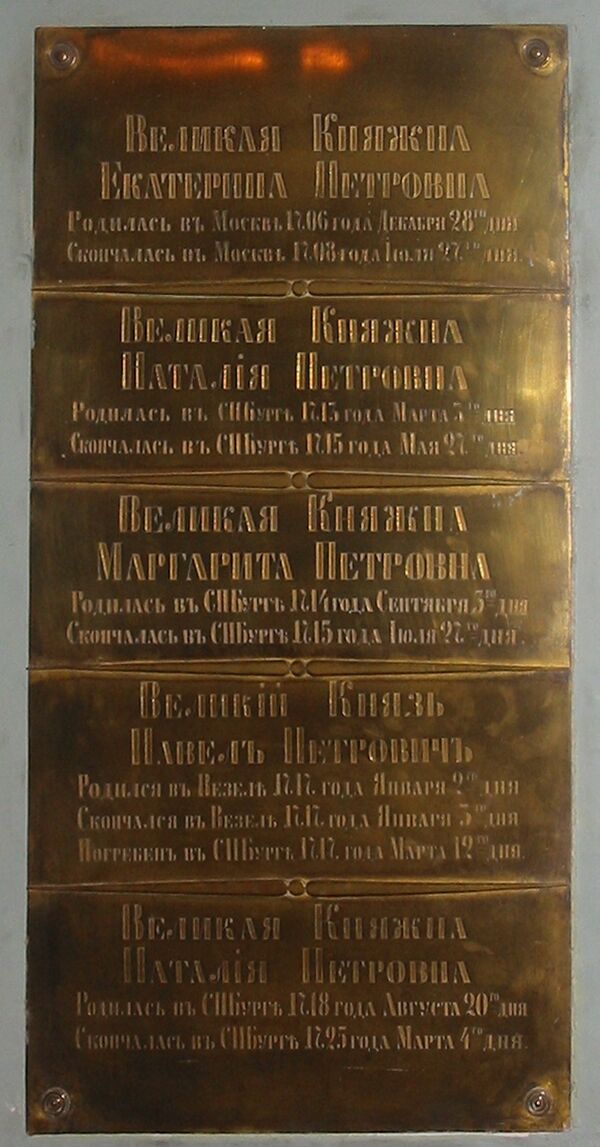 Великая Княжна
Екатерина Петровна
Родилась въ Москвѣ 1706 года Декабря 28го дня
Скончалась въ Москвѣ 1708 года Іюля 27го дня.
Великая Княжна
Наталія Петровна
Родилась въ СПБургѣ 1713 года Марта 3го дня
Скончалась въ СПБургѣ 1715 года Мая 27го дня.
Великая Княжна
Маргарита Петровна
Родилась въ СПБургѣ 1714 года Сентября 3го дня
Скончалась въ СПБургѣ 1715 года Іюля 27го дня.
Великій Князь
Павелъ Петровичъ
Родился въ Везелѣ 1717 года Января 2го дня
Скончался въ Везелѣ 1717 года Января 3го дня
Погребенъ въ СПБургѣ 1717 года Марта 12го дня.
Великая Княжна
Наталія Петровна
Родилась въ СПБургѣ 1718 года Августа 20го дня
Скончалась въ СПБургѣ 1725 года Марта 4го дня.